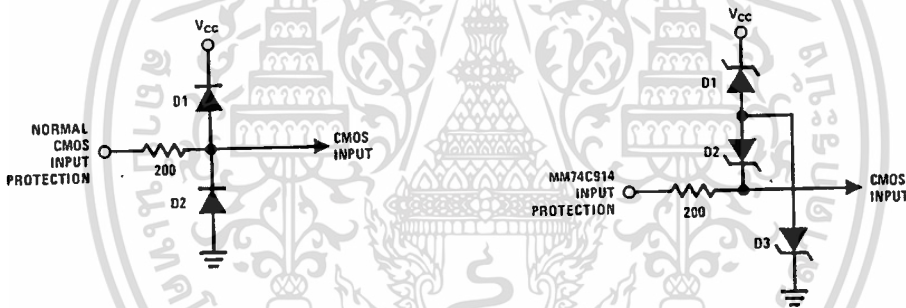 VCC
D1
NORMAL
CMOS
INPUT
PROTECTION
200
CMOS
INPUT
D2
VCC
D1
D2
MM74C914
INPUT
PROTECTION
200
CMOS
INPUT
D3